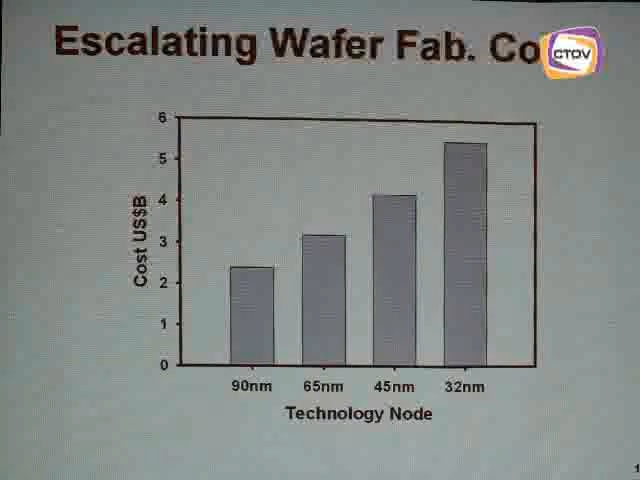 Escalating Wafer Fab. Co
CTOV
6
5
4
3
2
1
0
Cost US$B
90nm 65nm 45nm 32nm
Technology Node
1